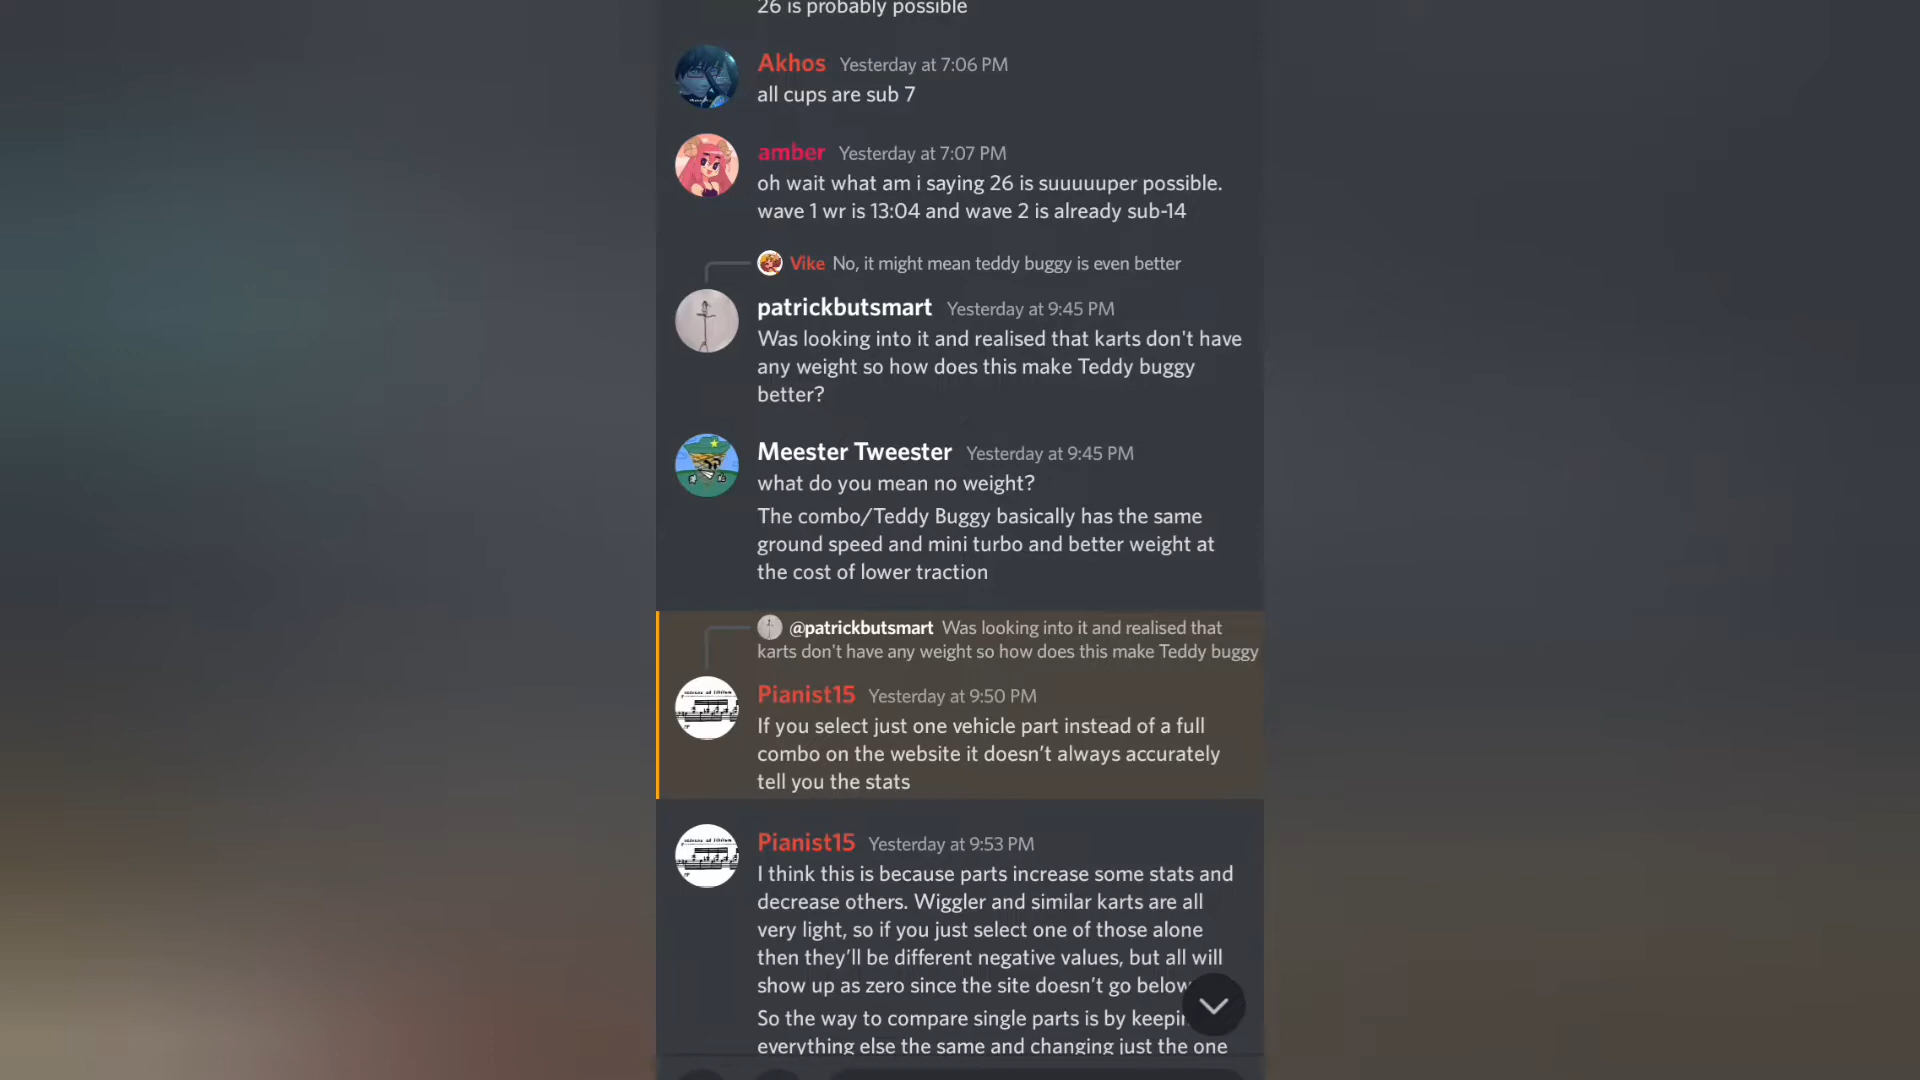 26 is probably possible
Akhos Yesterday at 7:06 PM
all cups are sub 7
amber Yesterday at 7:07 PM
oh wait what am i saying 26 is suuuuuper possible.
wave 1 wr is 13:04 and wave 2 is already sub-14
Vike No, it might mean teddy buggy is even better
patrickbutsmart Yesterday at 9:45 PM
Was looking into it and realised that karts don't have
any weight so how does this make Teddy buggy
better?
Meester Tweester Yesterday at 9:45 PM
what do you mean no weight?
The combo/Teddy Buggy basically has the same
ground speed and mini turbo and better weight at
the cost of lower traction
@patrickbutsmart Was looking into it and realised that
karts don't have any weight so how does this make Teddy buggy
Pianist15 Yesterday at 9:50 PM
If you select just one vehicle part instead of a full
combo on the website it doesn’t always accurately
tell you the stats
Pianist15 Yesterday at 9:53 PM
I think this is because parts increase some stats and
decrease others. Wiggler and similar karts are all
very light, so if you just select one of those alone
then they’ll be different negative values, but all will
show up as zero since the site doesn’t go below
So the way to compare single parts is by keepin
everything else the same and changing just the one